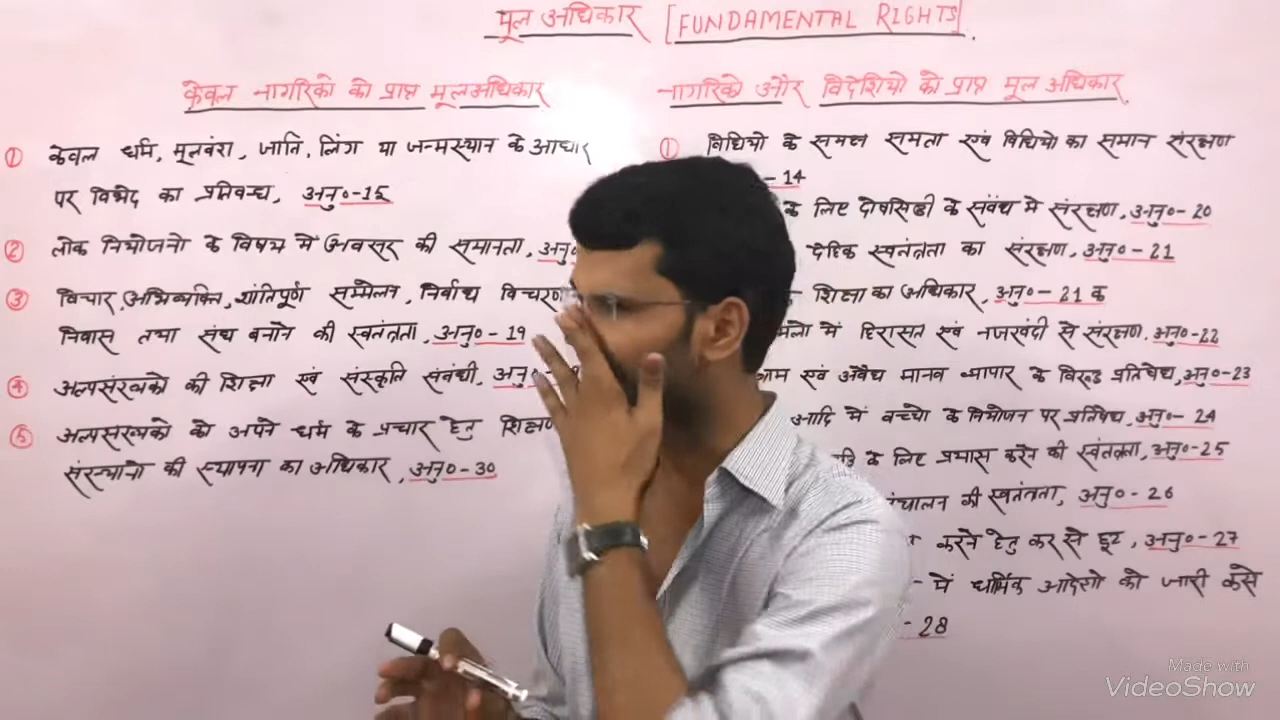 मूल अधिकार [FUNDAMENTAL RIGHTS].
केवल नागरिको को प्राप्त मूलअधिकार
① केवल धर्म, मूलवंश, जाति, लिंग या जन्मस्थान के आधार
पर विभेद का प्रतिबन्ध, अनु०-15
② लोक नियोजनो के विषय में अवसर की समानता, अनु०
③ विचार, अभिव्यक्ति, शांतिपूर्ण सम्मेलन, निर्वाध विचरण
निवास तथा संघ बनाने की स्वतंत्रता, अनु०-19
④ अल्पसंख्यको की शिक्षा एवं संस्कृति संबंधी, अनु०
⑤ अल्पसंख्यको को अपने धर्म के प्रचार हेतु शिक्षण
संस्थानो की स्थापना का अधिकार, अनु०-30
नागरिको और विदेशियो को प्राप्त मूल अधिकार
① विधियो के समक्ष समता एवं विधियो का समान संरक्षण
- 14
के लिए दोषसिद्धी के संबंध मे संरक्षण, अनु०-20
दैहिक स्वतंत्रता का संरक्षण, अनु०-21
शिक्षा का अधिकार, अनु०-21 क
में हिरासत एवं नजरबंदी से संरक्षण, अनु०-22
एवं अवैध मानव व्यापार के विरुद्ध प्रतिषेध, अनु०-23
आदि में बच्चो के नियोजन पर प्रतिषेध, अनु०-24
के लिए प्रयास करने की स्वंतत्रता, अनु०-25
संचालन की स्वतंत्रता, अनु०-26
करने हेतु कर से छूट, अनु०-27
में धार्मिक आदेशो को जारी करने
- 28
Made with
VideoShow